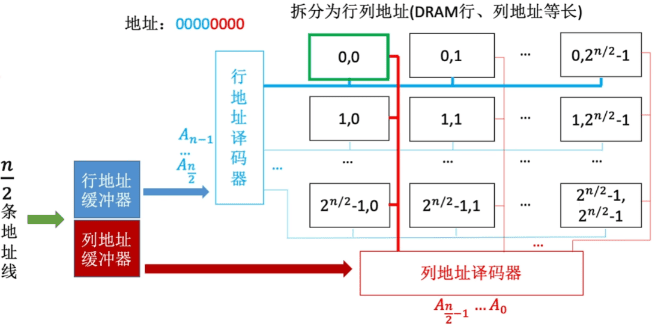 地址：00000000
拆分为行列地址(DRAM行、列地址等长)
0,0
0,1
...
0,2^{n/2}-1
行地址译码器
A_{n-1}
...
A_{\frac{n}{2}}
...
1,0
1,1
...
1,2^{n/2}-1
...
...
...
2^{n/2}-1,0
2^{n/2}-1,1
2^{n/2}-1,
2^{n/2}-1
...
\frac{n}{2}
条地址线
行地址
缓冲器
列地址
缓冲器
列地址译码器
A_{\frac{n}{2}-1} ...A_0